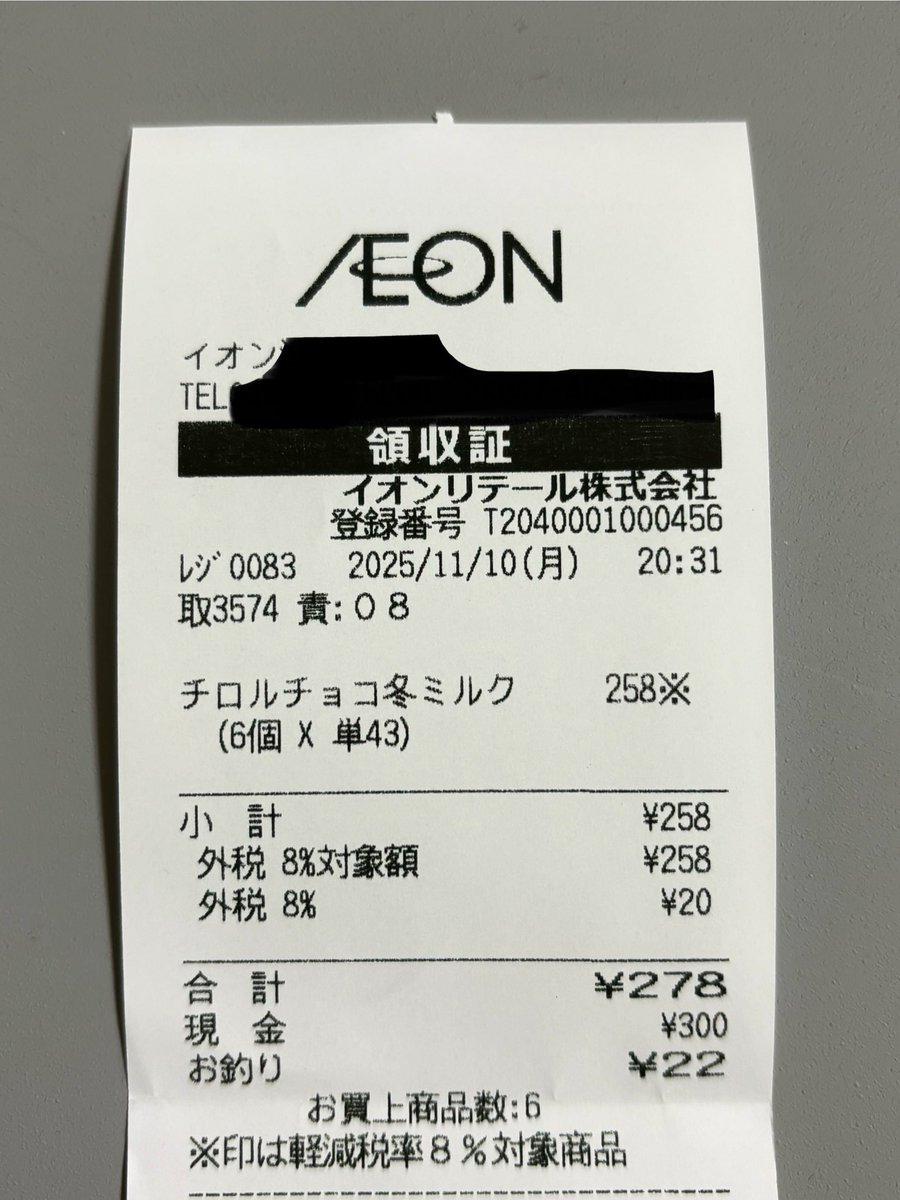 ÆON
イオン
TEL
領収証
イオンリテール株式会社
登録番号 T2040001000456
ﾚｼﾞ0083 2025/11/10(月) 20:31
取3574 責:08
チロルチョコ冬ミルク 258※
(6個 X 単43)
小 計 ¥258
外税 8%対象額 ¥258
外税 8% ¥20
合 計 ¥278
現 金 ¥300
お釣り ¥22
お買上商品数:6
※印は軽減税率8%対象商品